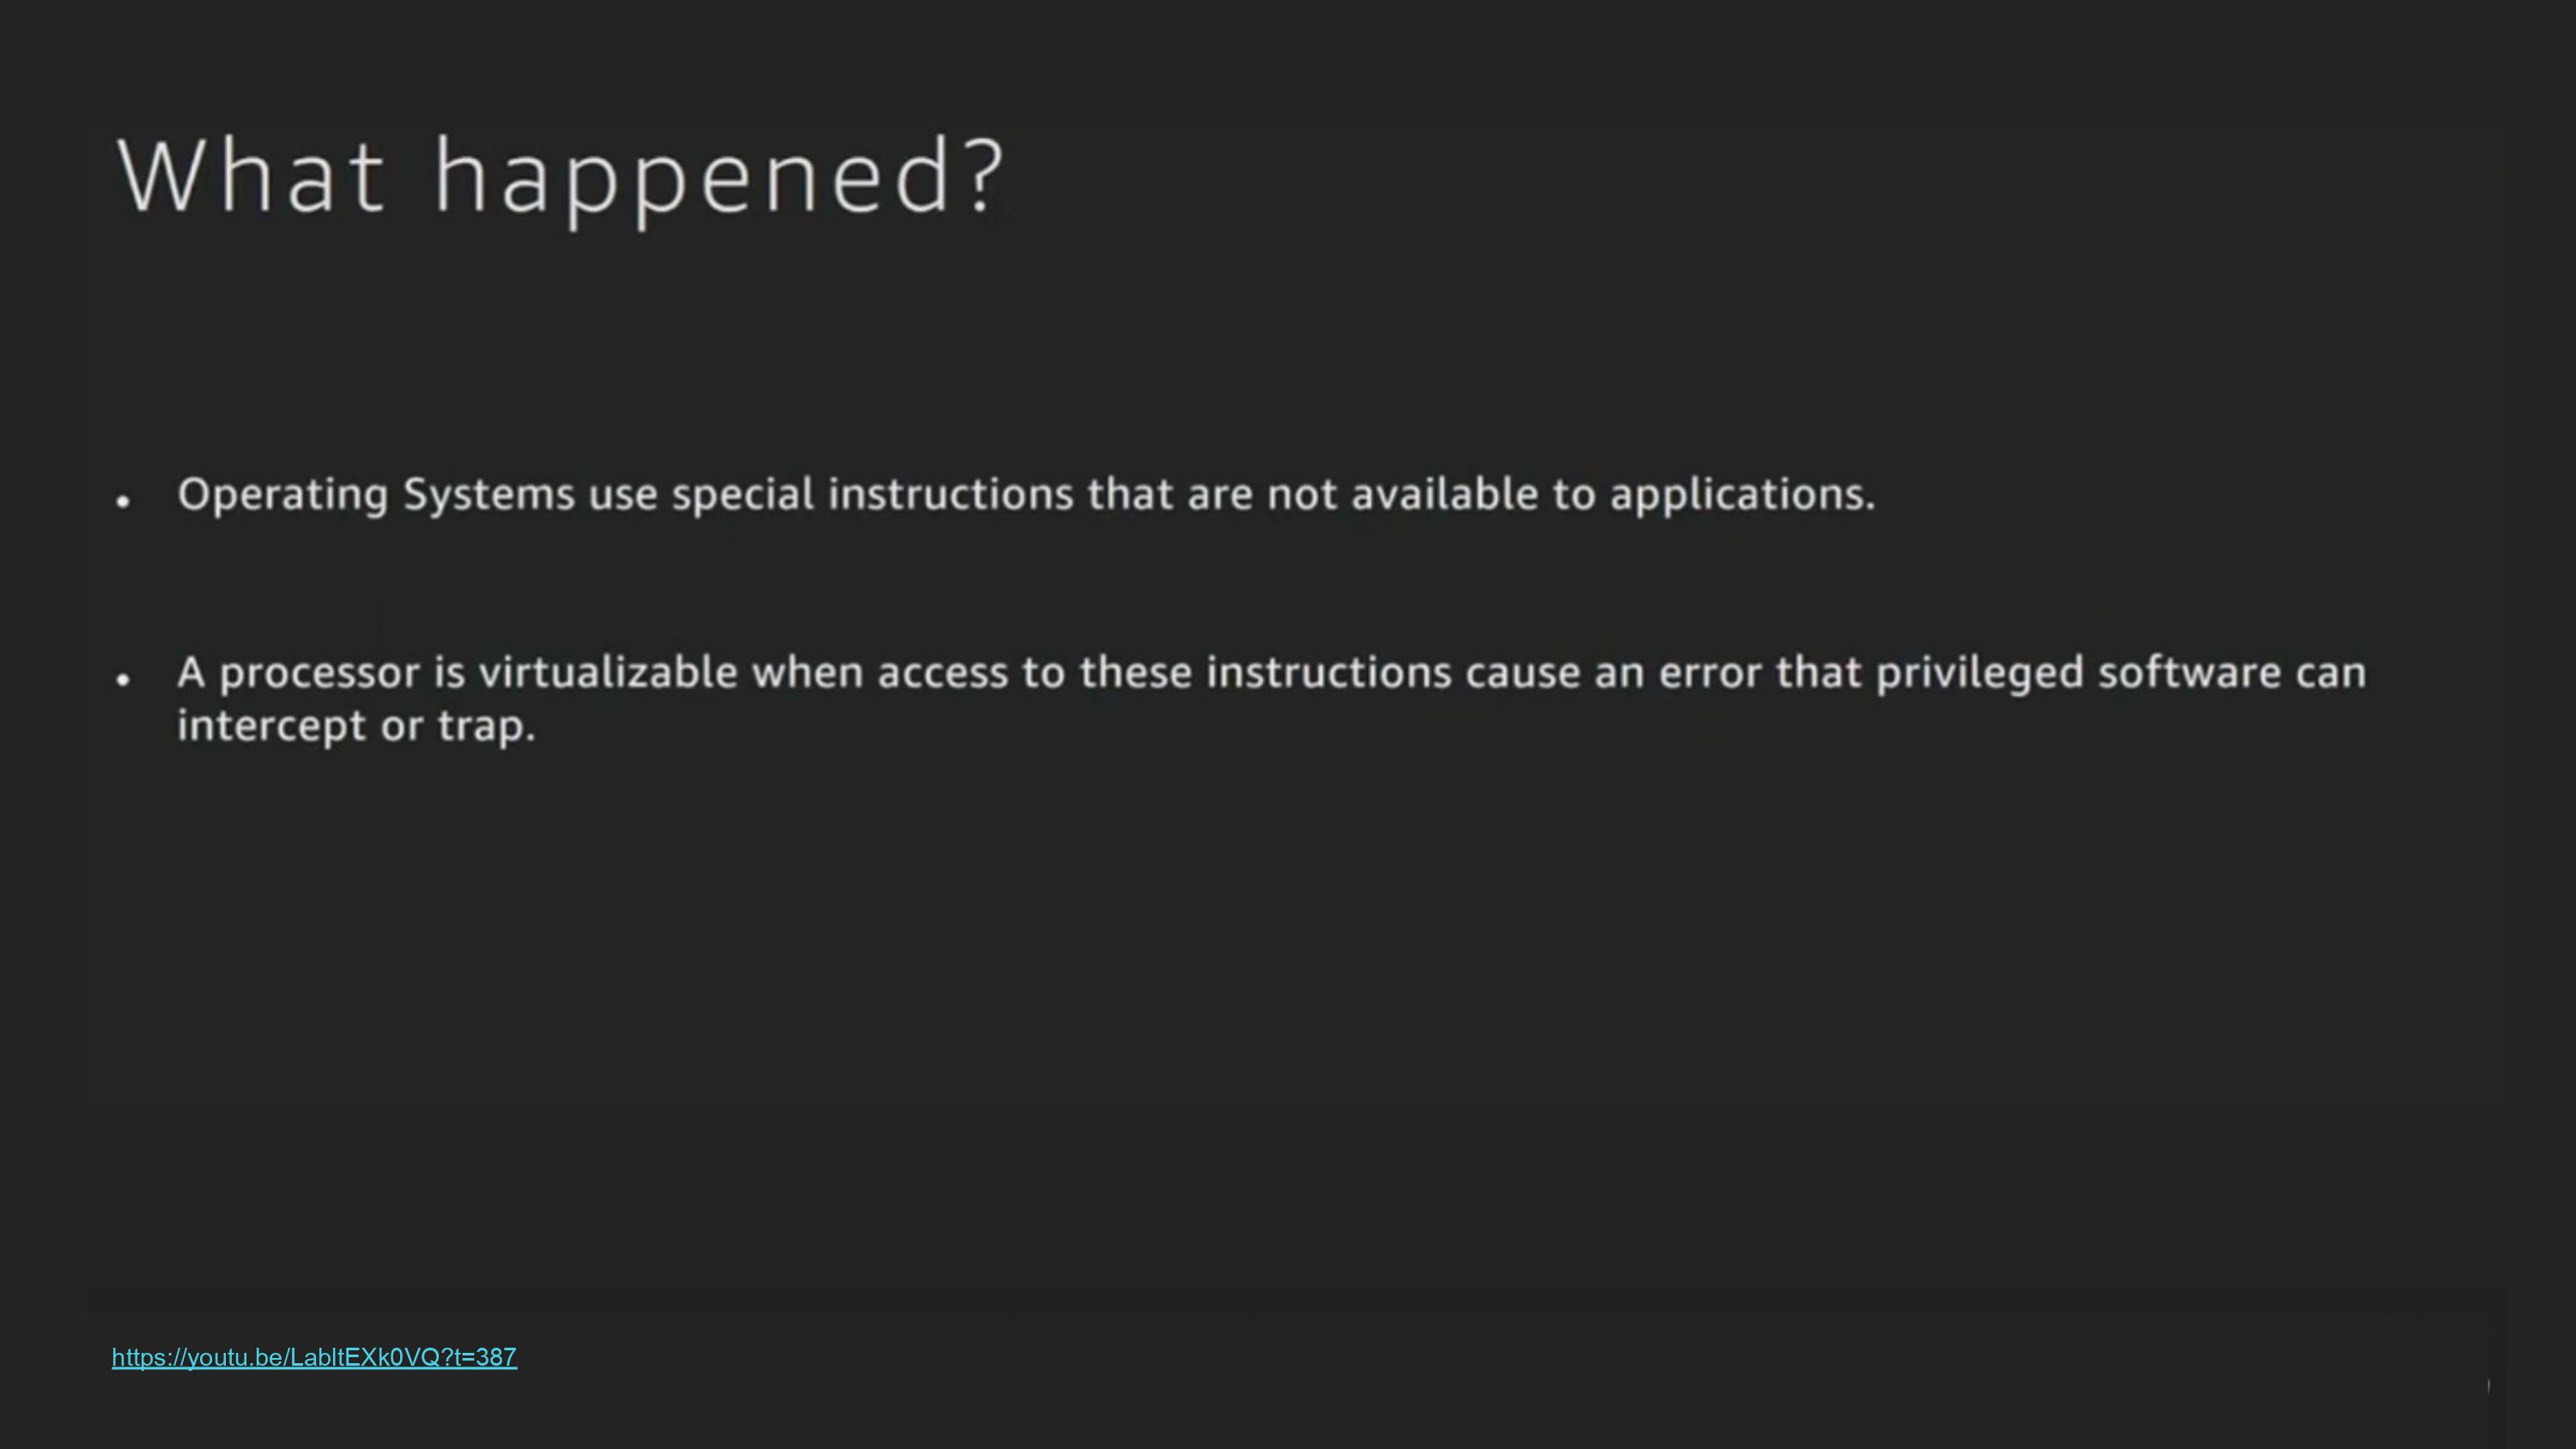 What happened?
• Operating Systems use special instructions that are not available to applications.
• A processor is virtualizable when access to these instructions cause an error that privileged software can
intercept or trap.
https://youtu.be/LabltEXk0VQ?t=387